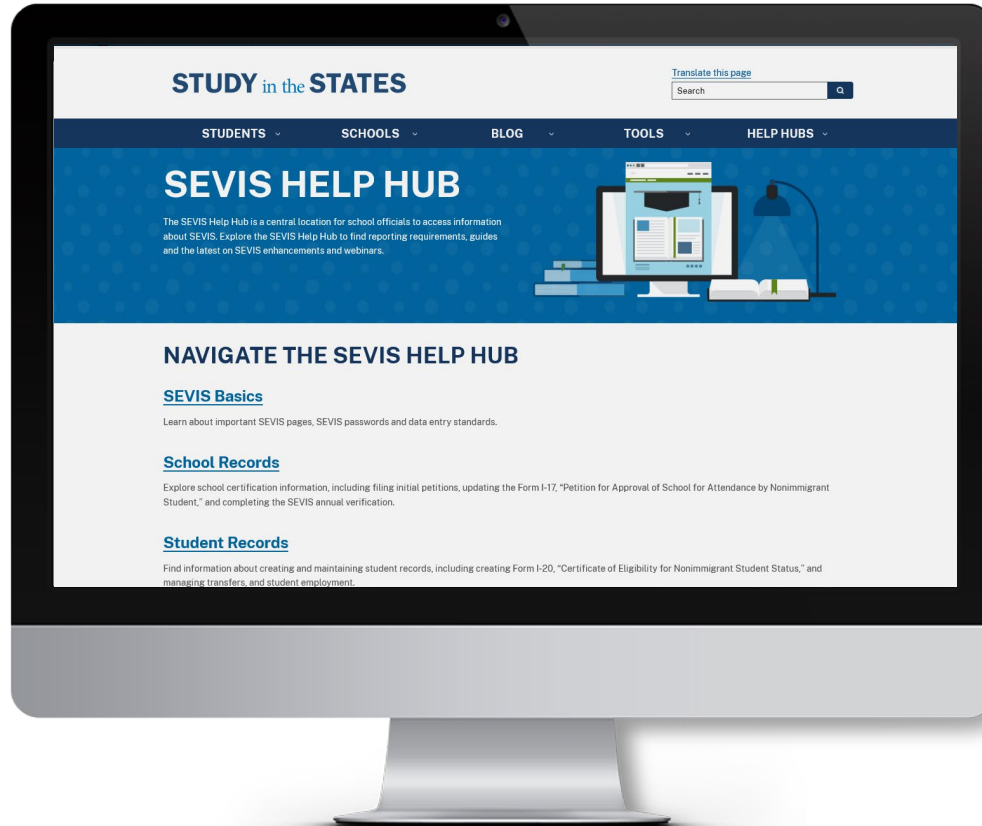 STUDY in the STATES
Translate this page
Search
STUDENTS
SCHOOLS
BLOG
TOOLS
HELP HUBS
SEVIS HELP HUB
The SEVIS Help Hub is a central location for school officials to access information
about SEVIS. Explore the SEVIS Help Hub to find reporting requirements, guides
and the latest on SEVIS enhancements and webinars.
NAVIGATE THE SEVIS HELP HUB
SEVIS Basics
Learn about important SEVIS pages, SEVIS passwords and data entry standards.
School Records
Explore school certification information, including filing initial petitions, updating the Form I-17, “Petition for Approval of School for Attendance by Nonimmigrant
Student,” and completing the SEVIS annual verification.
Student Records
Find information about creating and maintaining student records, including creating Form I-20, “Certificate of Eligibility for Nonimmigrant Student Status,” and
managing transfers, and student employment.